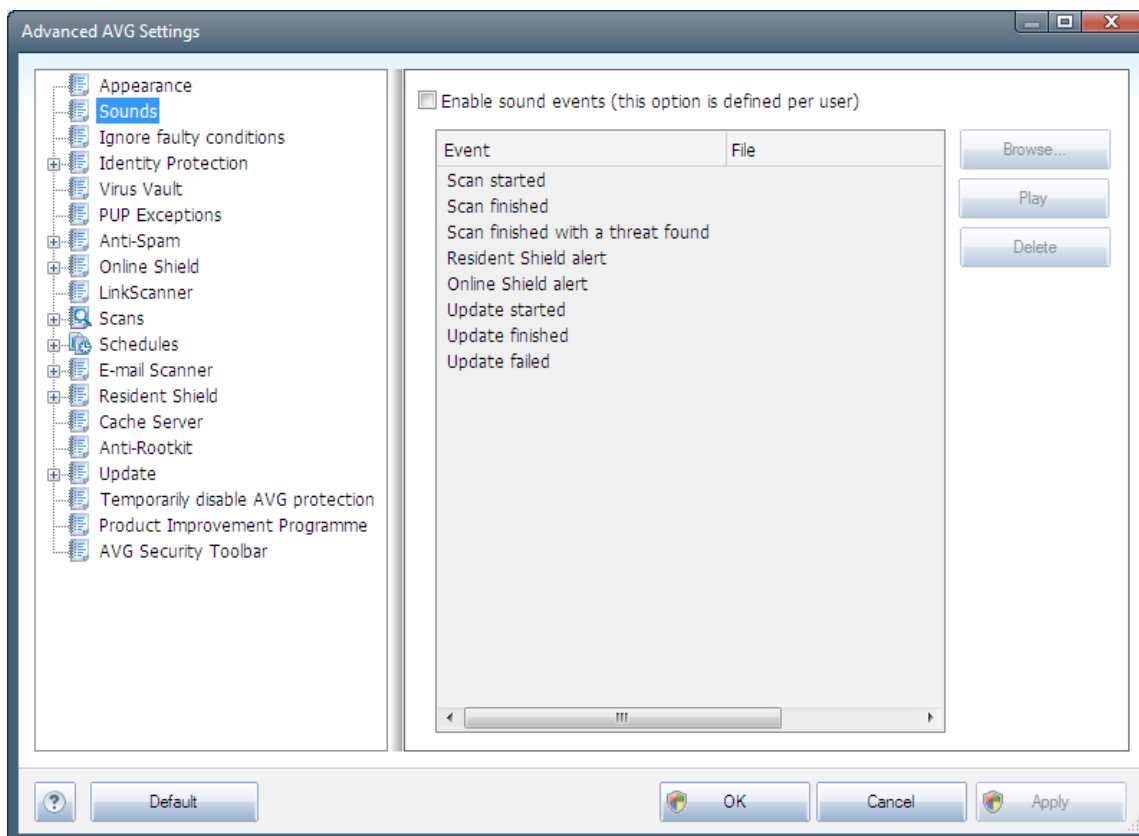 Advanced AVG Settings
Appearance
Sounds
Ignore faulty conditions
Identity Protection
Virus Vault
PUP Exceptions
Anti-Spam
Online Shield
LinkScanner
Scans
Schedules
E-mail Scanner
Resident Shield
Cache Server
Anti-Rootkit
Update
Temporarily disable AVG protection
Product Improvement Programme
AVG Security Toolbar
Enable sound events (this option is defined per user)
Event File
Scan started
Scan finished
Scan finished with a threat found
Resident Shield alert
Online Shield alert
Update started
Update finished
Update failed
Browse...
Play
Delete
? Default OK Cancel Apply